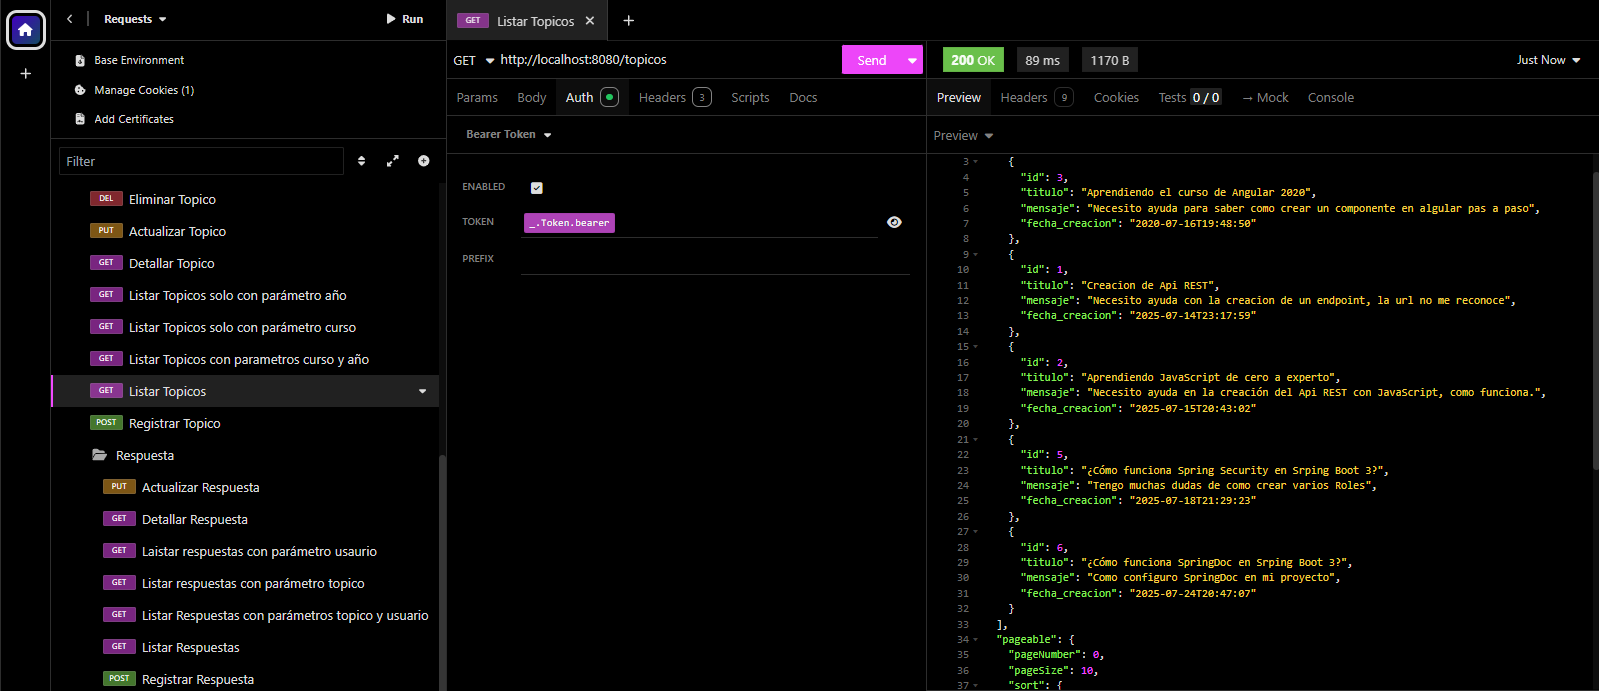 Requests
Run
Base Environment
Manage Cookies (1)
Add Certificates
Filter
DEL Eliminar Topico
PUT Actualizar Topico
GET Detallar Topico
GET Listar Topicos solo con parámetro año
GET Listar Topicos solo con parámetro curso
GET Listar Topicos con parametros curso y año
GET Listar Topicos
POST Registrar Topico
Respuesta
PUT Actualizar Respuesta
GET Detallar Respuesta
GET Laistar respuestas con parámetro usaurio
GET Listar respuestas con parámetro topico
GET Listar Respuestas con parámetros topico y usuario
GET Listar Respuestas
POST Registrar Respuesta
GET Listar Topicos
GET http://localhost:8080/topicos Send
Params Body Auth Headers 3 Scripts Docs
Bearer Token
ENABLED
TOKEN _.Token.bearer
PREFIX
200 OK 89 ms 1170 B Just Now
Preview Headers 9 Cookies Tests 0 / 0 → Mock Console
Preview
3 {
4 "id": 3,
5 "titulo": "Aprendiendo el curso de Angular 2020",
6 "mensaje": "Necesito ayuda para saber como crear un componente en algular pas a paso",
7 "fecha_creacion": "2020-07-16T19:48:50"
8 },
9 {
10 "id": 1,
11 "titulo": "Creacion de Api REST",
12 "mensaje": "Necesito ayuda con la creacion de un endpoint, la url no me reconoce",
13 "fecha_creacion": "2025-07-14T23:17:59"
14 },
15 {
16 "id": 2,
17 "titulo": "Aprendiendo JavaScript de cero a experto",
18 "mensaje": "Necesito ayuda en la creación del Api REST con JavaScript, como funciona.",
19 "fecha_creacion": "2025-07-15T20:43:02"
20 },
21 {
22 "id": 5,
23 "titulo": "¿Cómo funciona Spring Security en Srping Boot 3?",
24 "mensaje": "Tengo muchas dudas de como crear varios Roles",
25 "fecha_creacion": "2025-07-18T21:29:23"
26 },
27 {
28 "id": 6,
29 "titulo": "¿Cómo funciona SpringDoc en Srping Boot 3?",
30 "mensaje": "Como configuro SpringDoc en mi proyecto",
31 "fecha_creacion": "2025-07-24T20:47:07"
32 }
33 ],
34 "pageable": {
35 "pageNumber": 0,
36 "pageSize": 10,
37 "sort": {